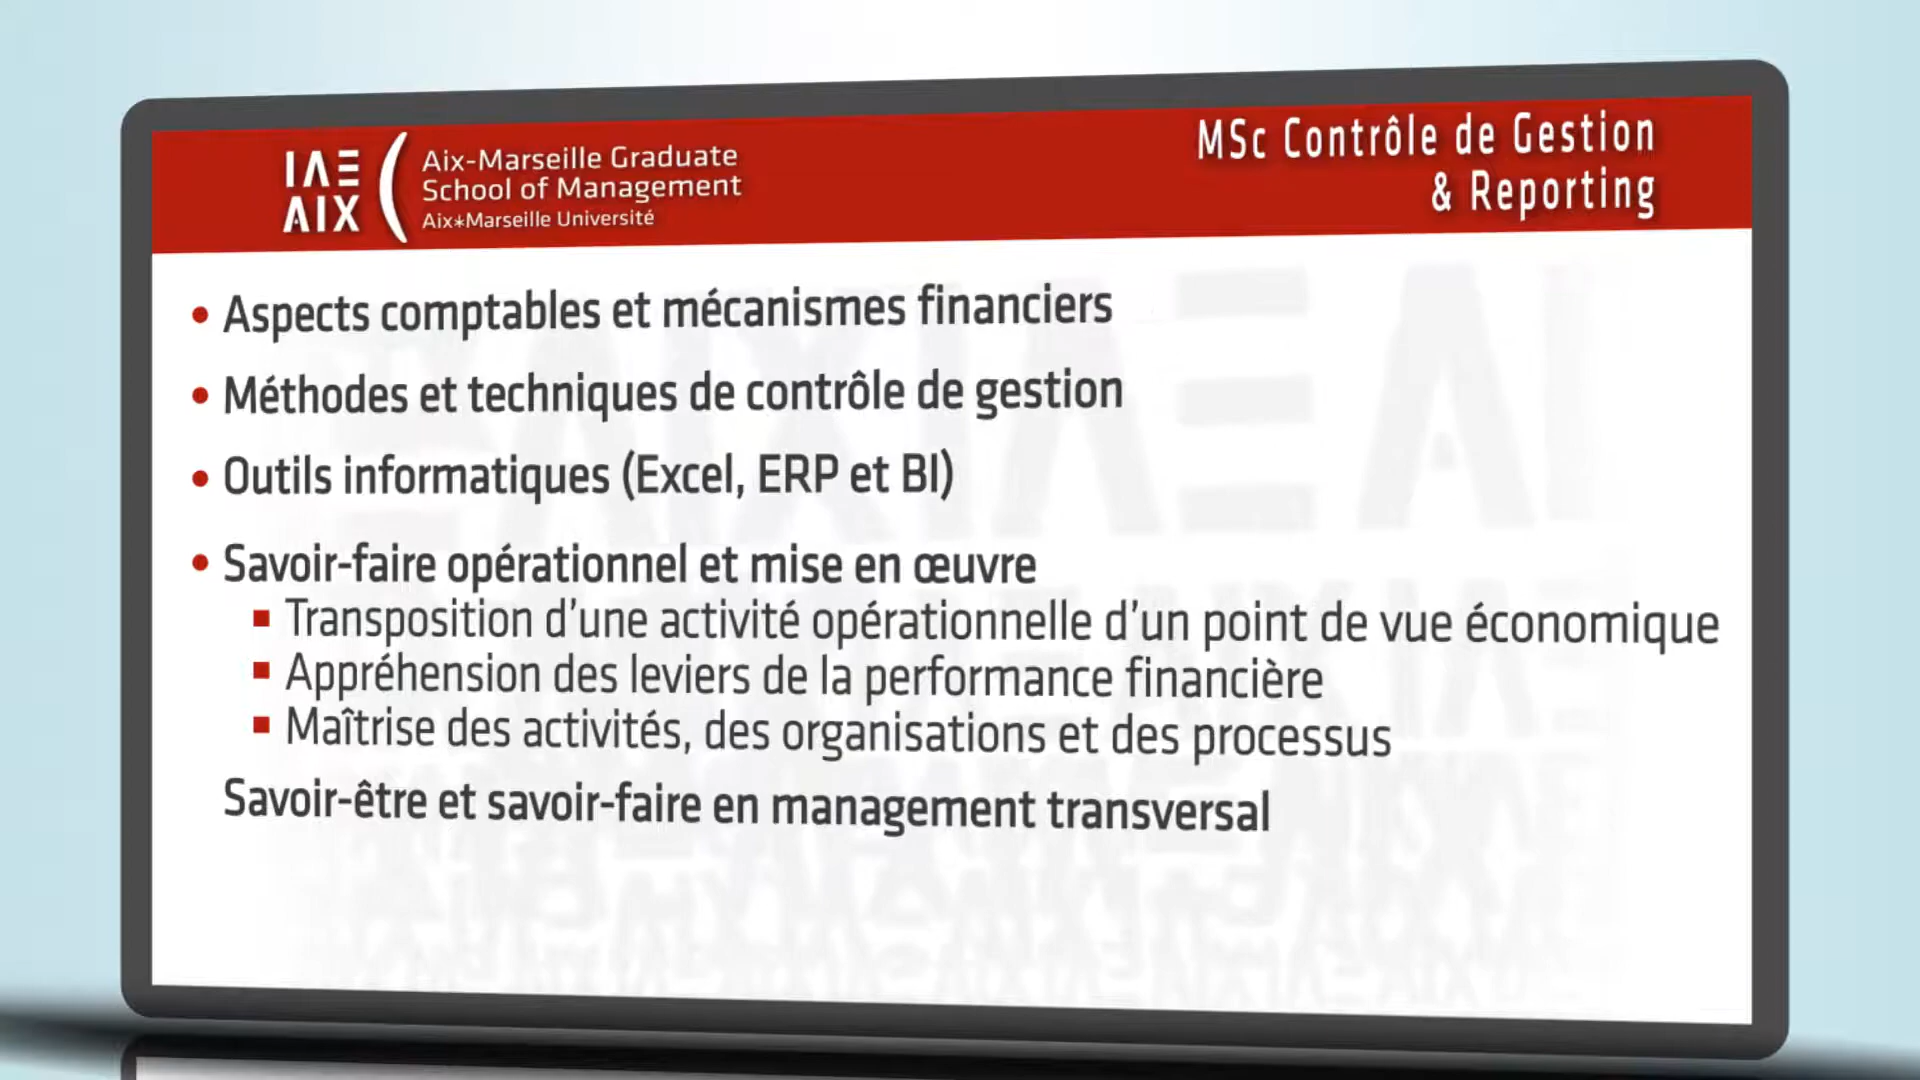 IAE
AIX
Aix-Marseille Graduate
School of Management
Aix*Marseille Université
MSc Contrôle de Gestion
& Reporting
• Aspects comptables et mécanismes financiers
• Méthodes et techniques de contrôle de gestion
• Outils informatiques (Excel, ERP et BI)
• Savoir-faire opérationnel et mise en œuvre
▪ Transposition d’une activité opérationnelle d’un point de vue économique
▪ Appréhension des leviers de la performance financière
▪ Maîtrise des activités, des organisations et des processus
Savoir-être et savoir-faire en management transversal